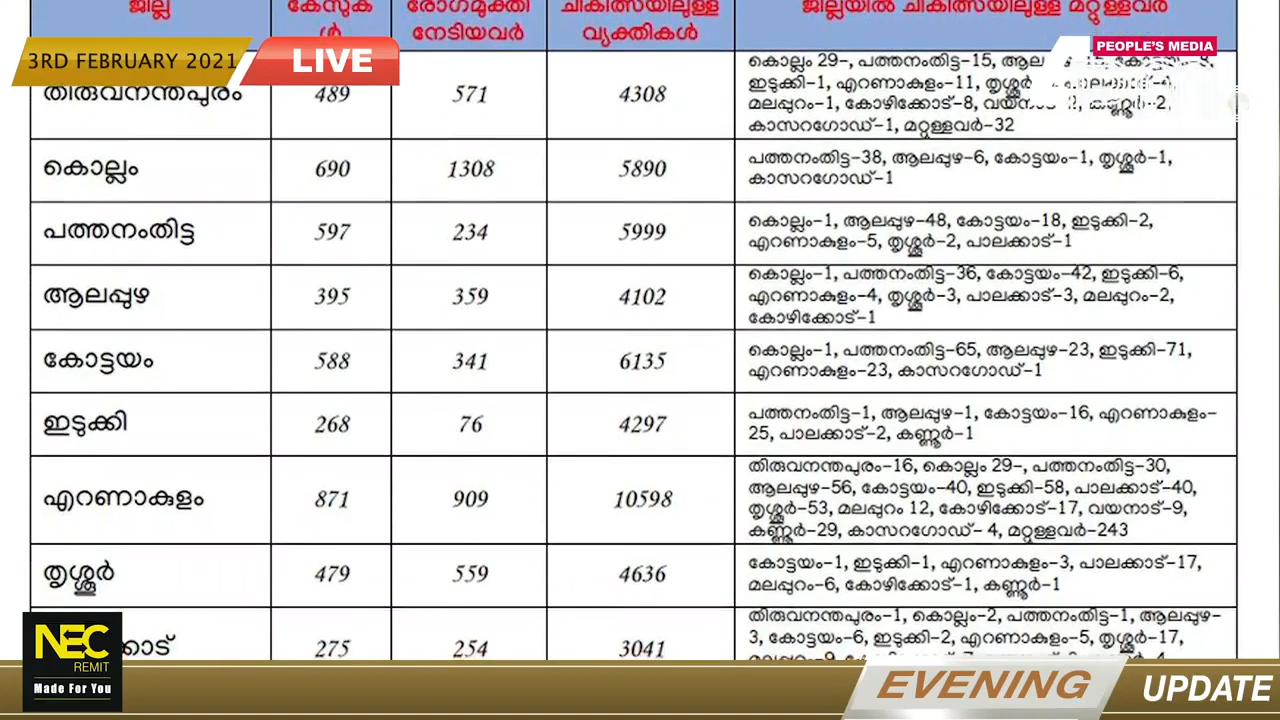 ജില്ല
കേസുക
ൾ
രോഗമുക്തി
നേടിയവർ
ചികിത്സയിലുള്ള
വ്യക്തികൾ
ജില്ലയിൽ ചികിത്സയിലുള്ള മറ്റുള്ളവർ
3RD FEBRUARY 2021
LIVE
PEOPLE'S MEDIA
തിരുവനന്തപുരം
489
571
4308
കൊല്ലം 29-, പത്തനംതിട്ട-15,
ഇടുക്കി-1, എറണാകുളം-11,
മലപ്പുറം-1, കോഴിക്കോട്-8,
കാസറഗോഡ്-1, മറ്റുള്ളവർ-32
കൊല്ലം
690
1308
5890
പത്തനംതിട്ട-38, ആലപ്പുഴ-6, കോട്ടയം-1, തൃശ്ശൂർ-1,
കാസറഗോഡ്-1
പത്തനംതിട്ട
597
234
5999
കൊല്ലം-1, ആലപ്പുഴ-48, കോട്ടയം-18, ഇടുക്കി-2,
എറണാകുളം-5, തൃശ്ശൂർ-2, പാലക്കാട്-1
ആലപ്പുഴ
395
359
4102
കൊല്ലം-1, പത്തനംതിട്ട-36, കോട്ടയം-42, ഇടുക്കി-6,
എറണാകുളം-4, തൃശ്ശൂർ-3, പാലക്കാട്-3, മലപ്പുറം-2,
കോഴിക്കോട്-1
കോട്ടയം
588
341
6135
കൊല്ലം-1, പത്തനംതിട്ട-65, ആലപ്പുഴ-23, ഇടുക്കി-71,
എറണാകുളം-23, കാസറഗോഡ്-1
ഇടുക്കി
268
76
4297
പത്തനംതിട്ട-1, ആലപ്പുഴ-1, കോട്ടയം-16, എറണാകുളം-
25, പാലക്കാട്-2, കണ്ണൂർ-1
എറണാകുളം
871
909
10598
തിരുവനന്തപുരം-16, കൊല്ലം 29-, പത്തനംതിട്ട-30,
ആലപ്പുഴ-56, കോട്ടയം-40, ഇടുക്കി-58, പാലക്കാട്-40,
തൃശ്ശൂർ-53, മലപ്പുറം 12, കോഴിക്കോട്-17, വയനാട്-9,
കണ്ണൂർ-29, കാസറഗോഡ്- 4, മറ്റുള്ളവർ-243
തൃശ്ശൂർ
479
559
4636
കോട്ടയം-1, ഇടുക്കി-1, എറണാകുളം-3, പാലക്കാട്-17,
മലപ്പുറം-6, കോഴിക്കോട്-1, കണ്ണൂർ-1
275
254
3041
തിരുവനന്തപുരം-1, കൊല്ലം-2, പത്തനംതിട്ട-1, ആലപ്പുഴ-
3, കോട്ടയം-6, ഇടുക്കി-2, എറണാകുളം-5, തൃശ്ശൂർ-17,
NEC
REMIT
Made For You
EVENING
UPDATE